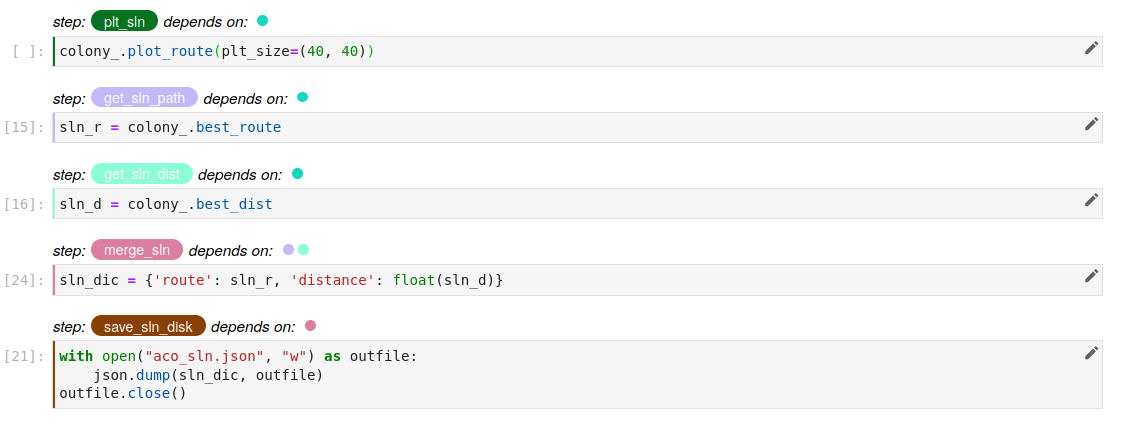 step: plt_sln depends on:
[ ]: colony_.plot_route(plt_size=(40, 40))
step: get_sln_path depends on:
[15]: sln_r = colony_.best_route
step: get_sln_dist depends on:
[16]: sln_d = colony_.best_dist
step: merge_sln depends on:
[24]: sln_dic = {'route': sln_r, 'distance': float(sln_d)}
step: save_sln_disk depends on:
[21]: with open("aco_sln.json", "w") as outfile:
    json.dump(sln_dic, outfile)
outfile.close()